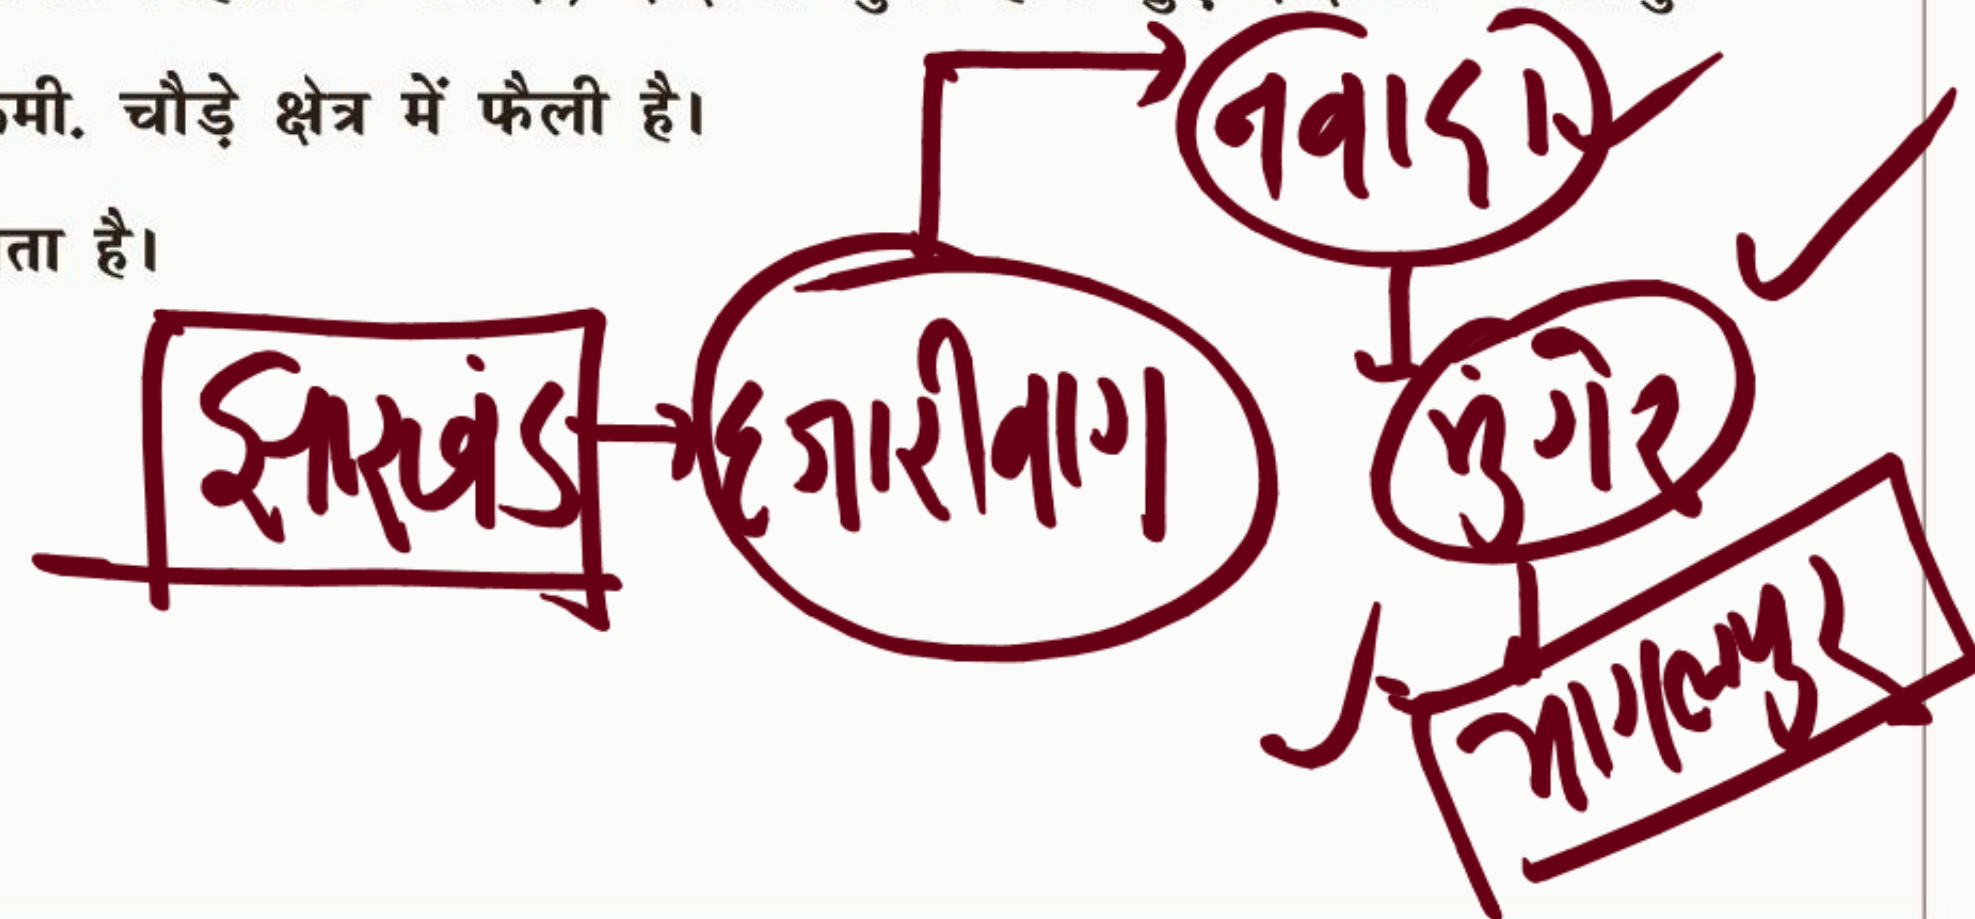 चौड़े क्षेत्र में फैली है।
है।
नवादा
झारखंड
हजारीबाग
मुंगेर
भागलपुर